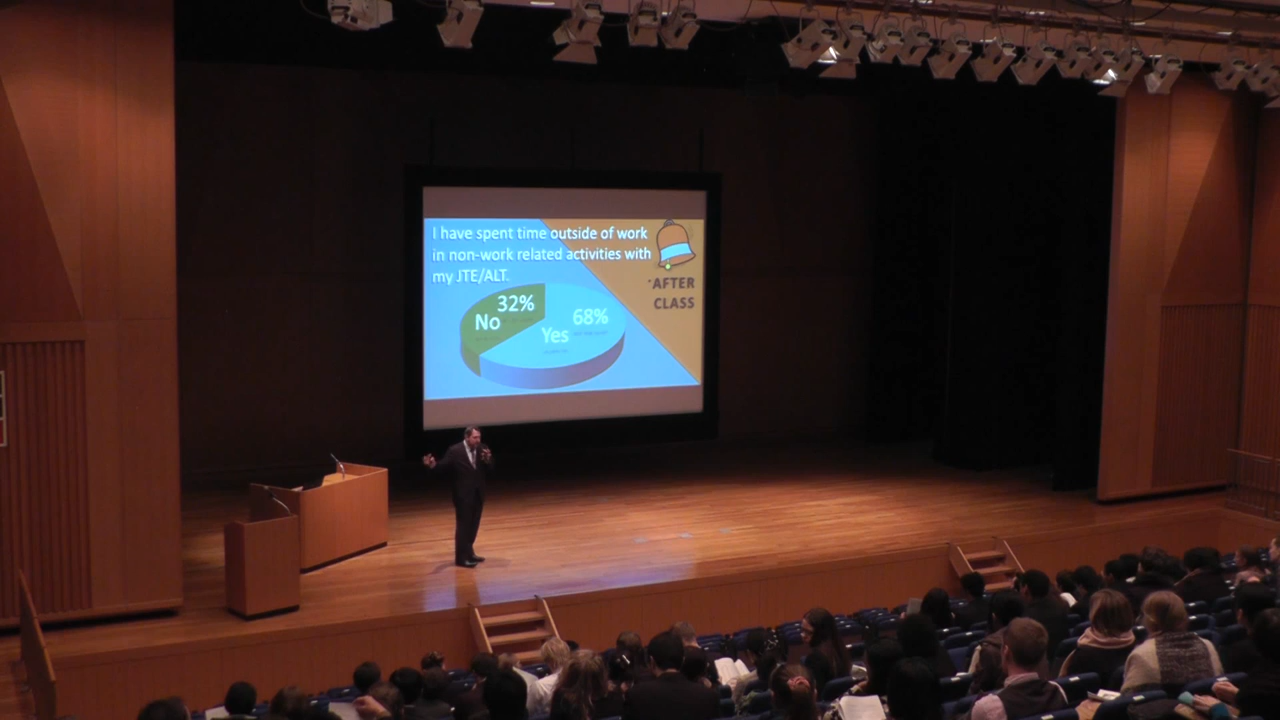 I have spent time outside of work
in non-work related activities with
my JTE/ALT.
*AFTER
CLASS
32%
No
68%
Yes